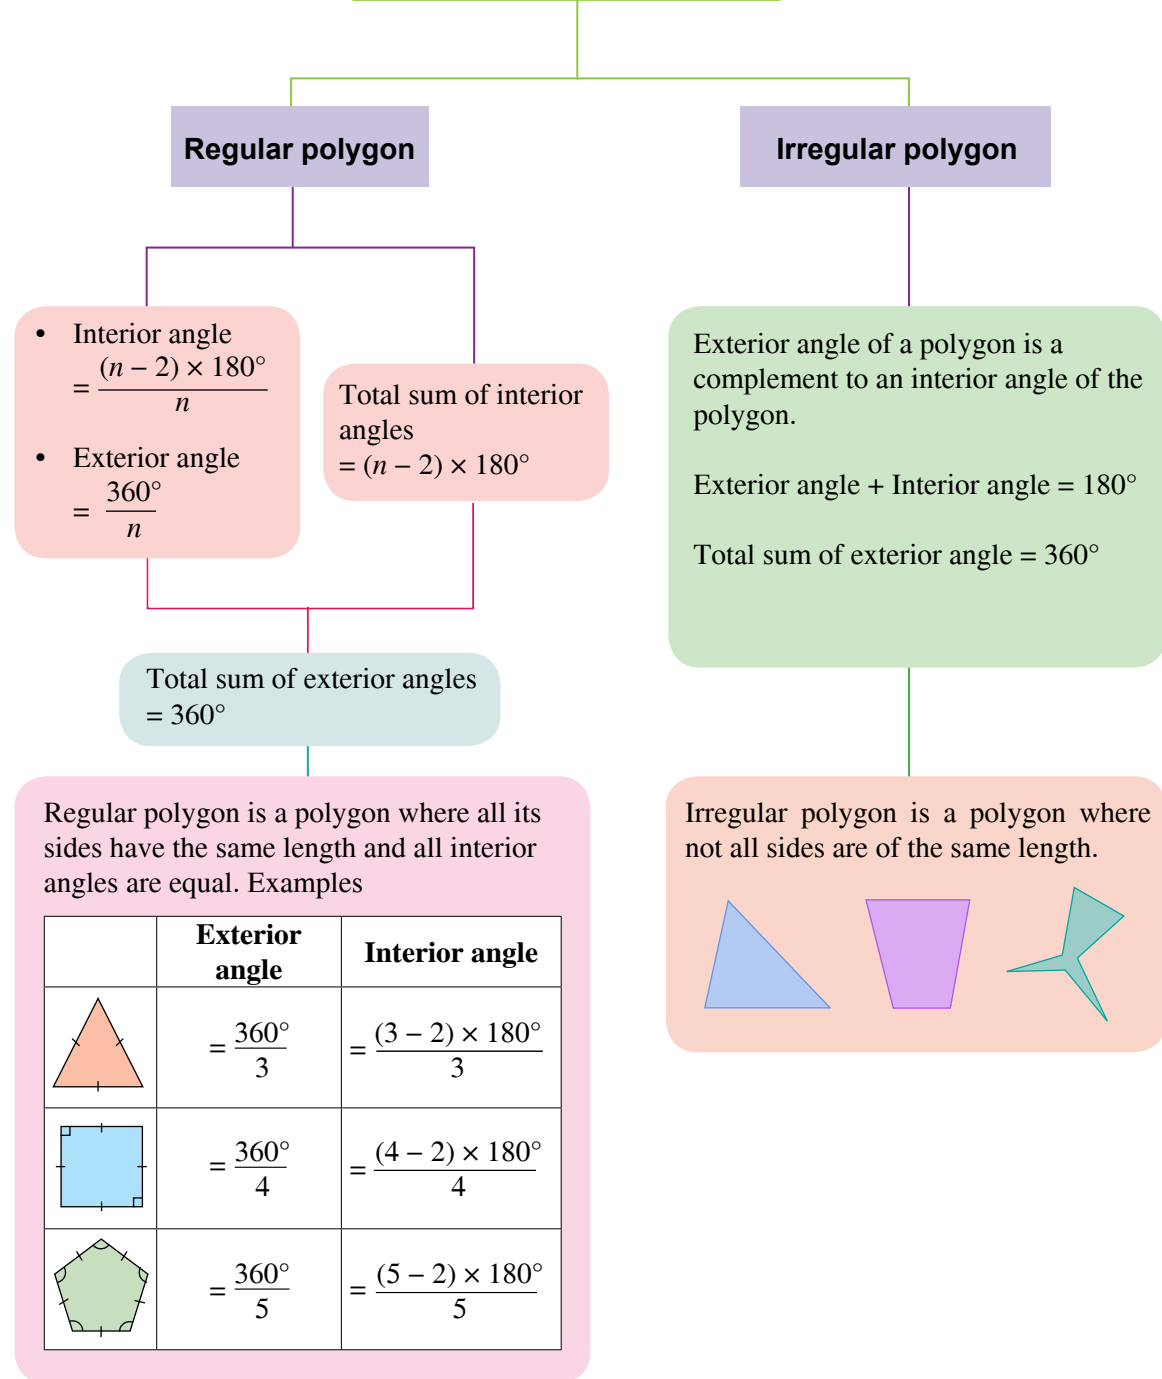 Regular polygon
Irregular polygon
• Interior angle
= (n − 2) × 180°
n
• Exterior angle
= 360°
n
Total sum of interior
angles
= (n − 2) × 180°
Total sum of exterior angles
= 360°
Regular polygon is a polygon where all its
sides have the same length and all interior
angles are equal. Examples
Exterior
angle
Interior angle
= 360°
3
= (3 − 2) × 180°
3
= 360°
4
= (4 − 2) × 180°
4
= 360°
5
= (5 − 2) × 180°
5
Exterior angle of a polygon is a
complement to an interior angle of the
polygon.
Exterior angle + Interior angle = 180°
Total sum of exterior angle = 360°
Irregular polygon is a polygon where
not all sides are of the same length.